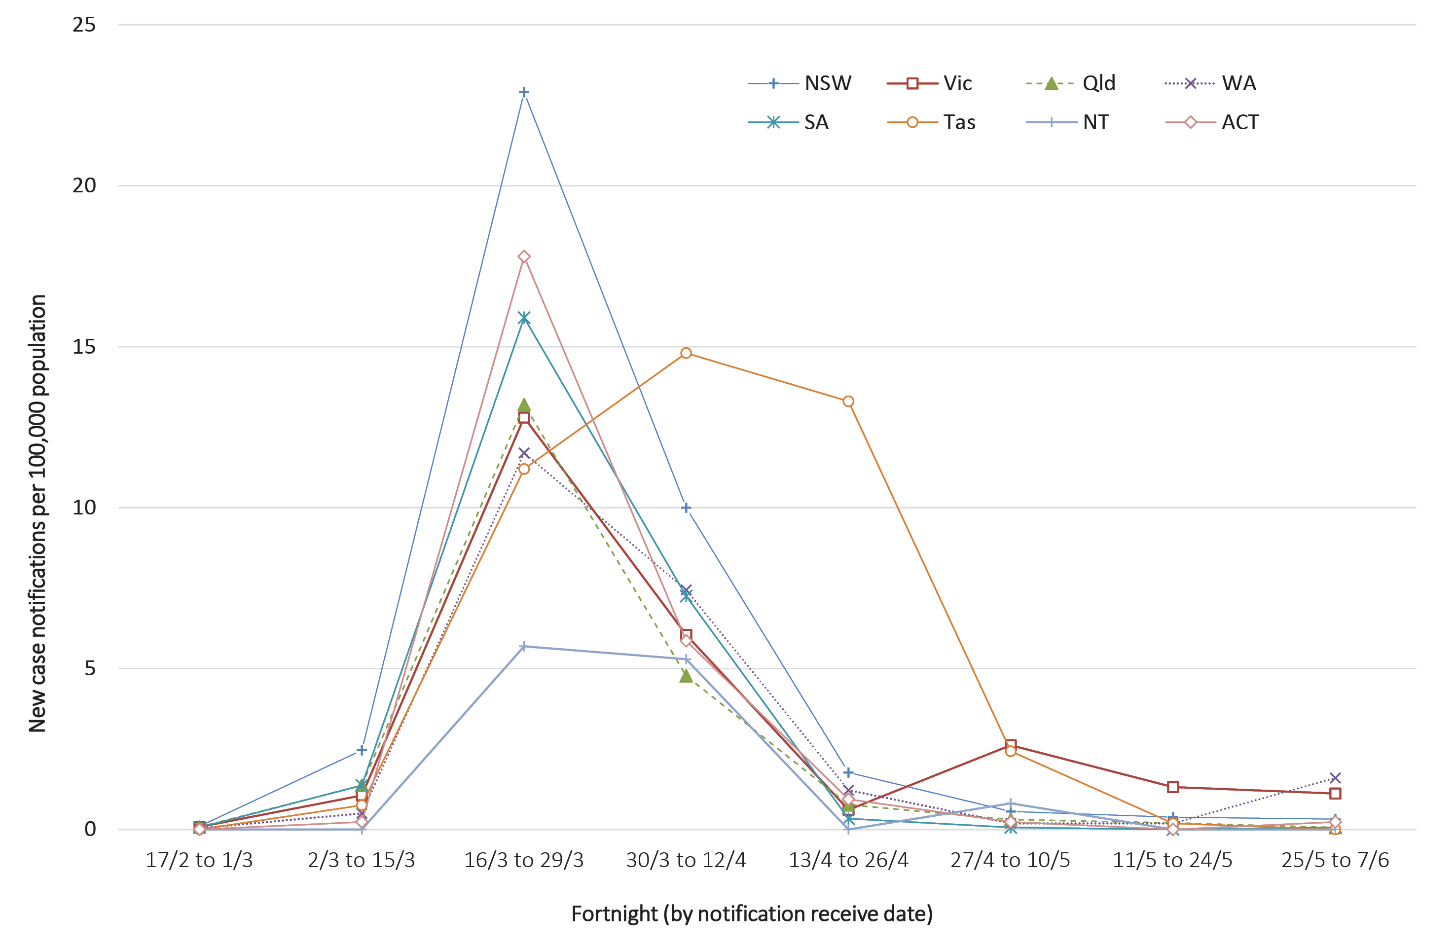 25
NSW Vic Qld WA
SA Tas NT ACT
20
15
10
5
0
New case notifications per 100,000 population
17/2 to 1/3 2/3 to 15/3 16/3 to 29/3 30/3 to 12/4 13/4 to 26/4 27/4 to 10/5 11/5 to 24/5 25/5 to 7/6
Fortnight (by notification receive date)